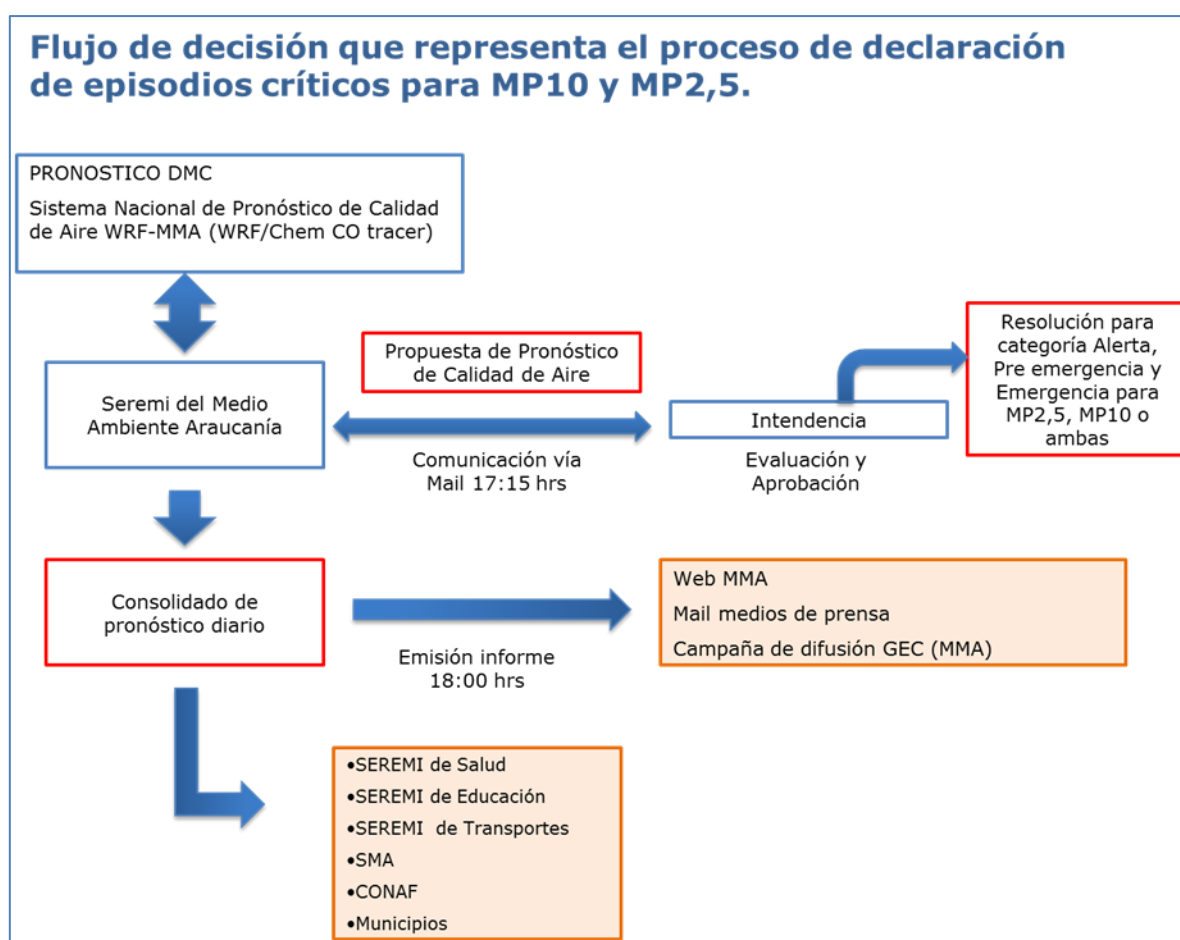 Flujo de decisión que representa el proceso de declaración
de episodios críticos para MP10 y MP2,5.
PRONOSTICO DMC
Sistema Nacional de Pronóstico de Calidad
de Aire WRF-MMA (WRF/Chem CO tracer)
Seremi del Medio
Ambiente Araucanía
Propuesta de Pronóstico
de Calidad de Aire
Comunicación vía
Mail 17:15 hrs
Intendencia
Evaluación y
Aprobación
Resolución para
categoría Alerta,
Pre emergencia y
Emergencia para
MP2,5, MP10 o
ambas
Consolidado de
pronóstico diario
Emisión informe
18:00 hrs
Web MMA
Mail medios de prensa
Campaña de difusión GEC (MMA)
•SEREMI de Salud
•SEREMI de Educación
•SEREMI de Transportes
•SMA
•CONAF
•Municipios